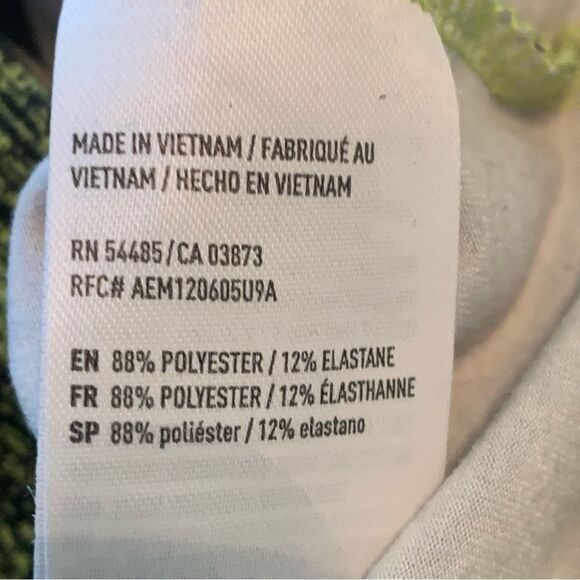 MADE IN VIETNAM / FABRIQUÉ AU
VIETNAM / HECHO EN VIETNAM
RN 54485 / CA 03873
RFC# AEM120605U9A
EN 88% POLYESTER / 12% ELASTANE
FR 88% POLYESTER / 12% ÉLASTHANNE
SP 88% poliéster / 12% elastano